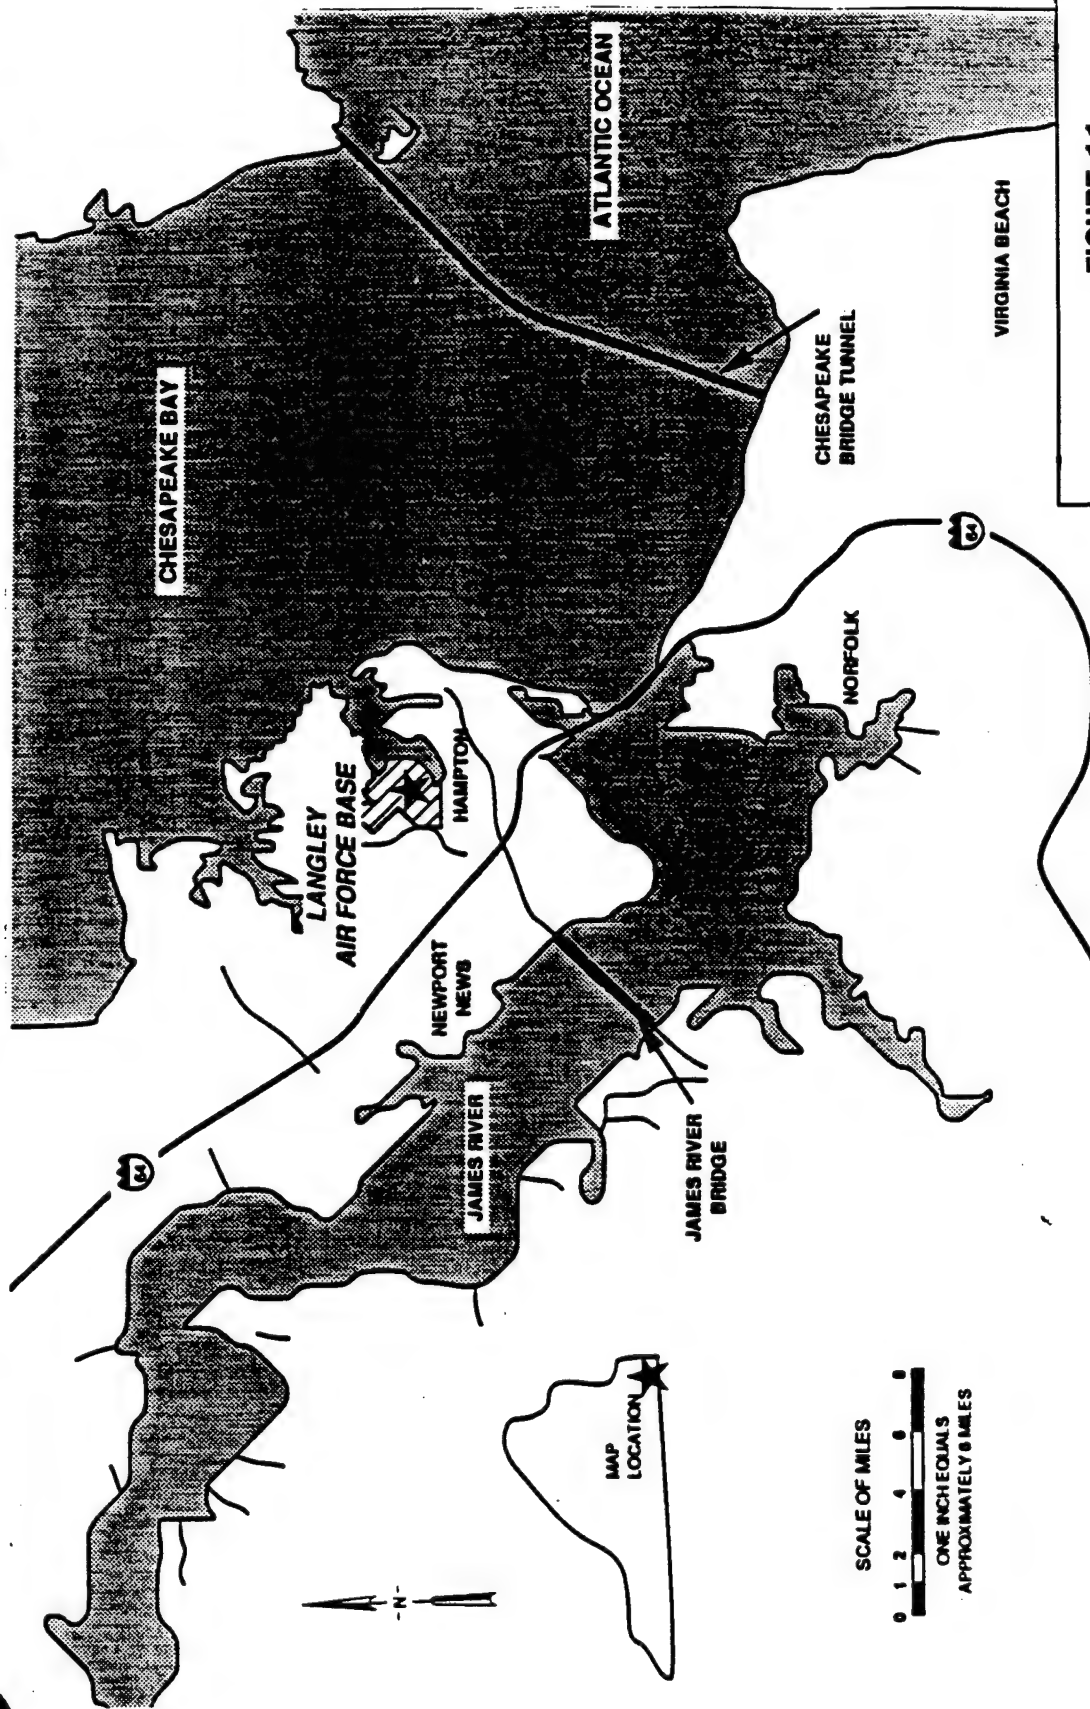 CHESAPEAKE BAY
ATLANTIC OCEAN
LANGLEY
AIR FORCE BASE
HAMPTON
NEWPORT
NEWS
JAMES RIVER
JAMES RIVER
BRIDGE
NORFOLK
CHESAPEAKE
BRIDGE TUNNEL
VIRGINIA BEACH
64
64
-N-
MAP
LOCATION
SCALE OF MILES
0 1 2 4 6 8
ONE INCH EQUALS
APPROXIMATELY 6 MILES